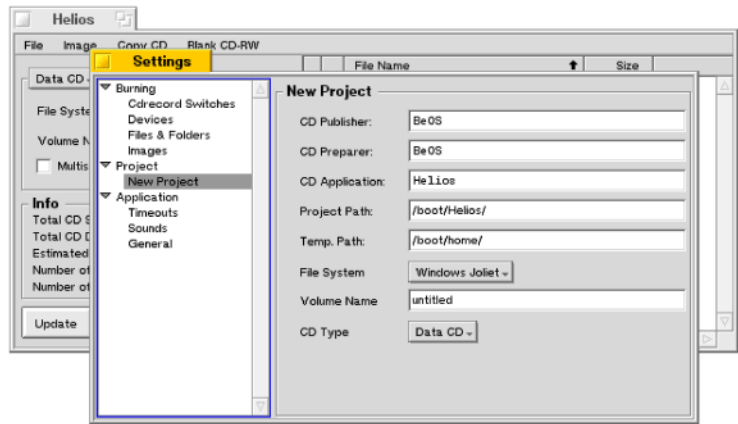 Helios
File Image Copy CD Blank CD-RW
Settings
File Name Size
Data CD
File Syste
Volume N
Multis
Info
Total CD S
Total CD D
Estimated
Number of
Number of
Update
Burning
Cdrecord Switches
Devices
Files & Folders
Images
Project
New Project
Application
Timeouts
Sounds
General
New Project
CD Publisher: BeOS
CD Preparer: BeOS
CD Application: Helios
Project Path: /boot/Helios/
Temp. Path: /boot/home/
File System Windows Joliet
Volume Name untitled
CD Type Data CD